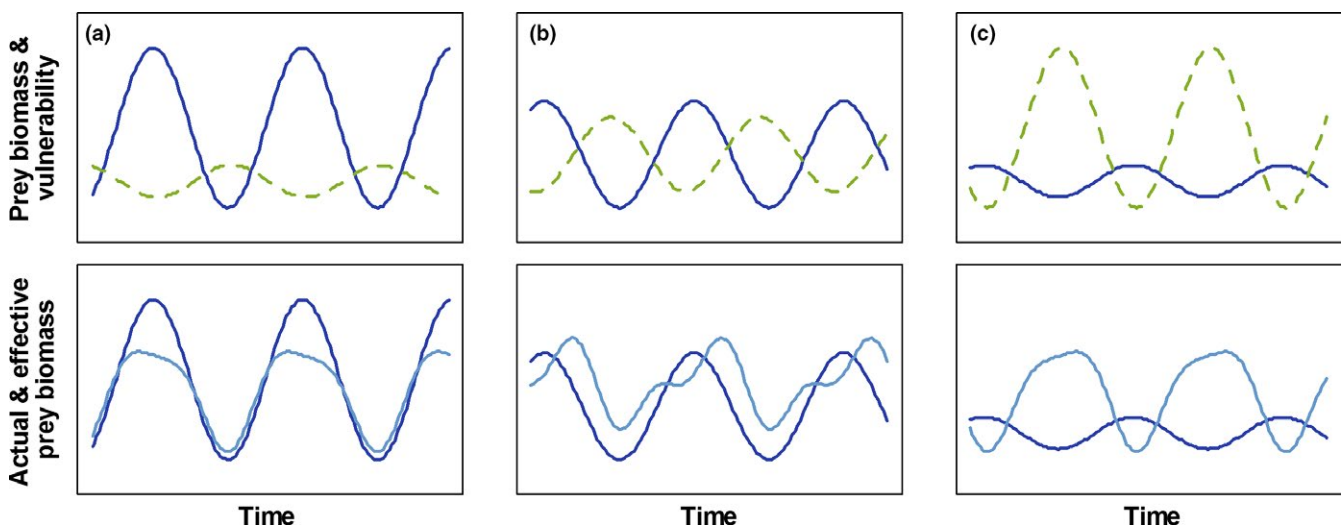 Prey biomass &
vulnerability
(a)
(b)
(c)
Actual & effective
prey biomass
Time
Time
Time